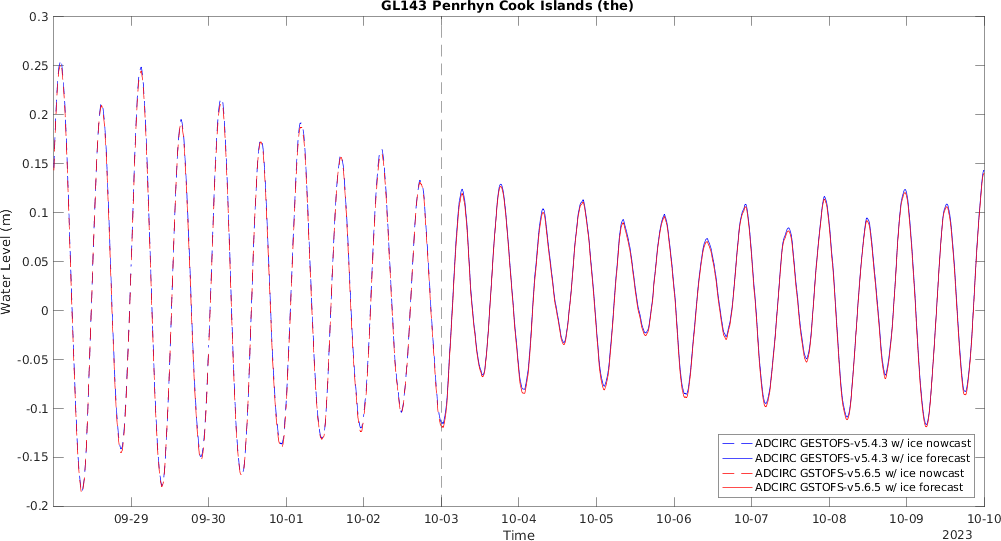 GL143 Penrhyn Cook Islands (the)
0.3
0.25
0.2
0.15
0.1
0.05
0
-0.05
-0.1
-0.15
-0.2
Water Level (m)
ADCIRC GESTOFS-v5.4.3 w/ ice nowcast
ADCIRC GESTOFS-v5.4.3 w/ ice forecast
ADCIRC GSTOFS-v5.6.5 w/ ice nowcast
ADCIRC GSTOFS-v5.6.5 w/ ice forecast
09-29 09-30 10-01 10-02 10-03 10-04 10-05 10-06 10-07 10-08 10-09 10-10
Time
2023